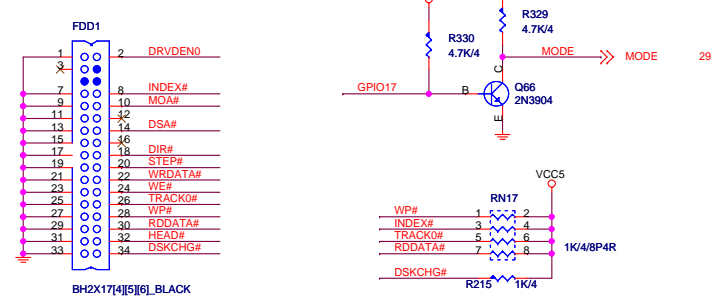 FDD1
1 2 DRVDEN0
3
7 8 INDEX#
9 10 MOA#
11 12
13 14 DSA#
15 16
17 18 DIR#
19 20 STEP#
21 22 WRDATA#
23 24 WE#
25 26 TRACK0#
27 28 WP#
29 30 RDDATA#
31 32 HEAD#
33 34 DSKCHG#
BH2X17[4][5][6]_BLACK
R330
4.7K/4
R329
4.7K/4
MODE MODE 29
GPIO17
B C E
Q66
2N3904
VCC5
RN17
WP# 1 2
INDEX# 3 4
TRACK0# 5 6
RDDATA# 7 8
1K/4/8P4R
DSKCHG#
R215 1K/4